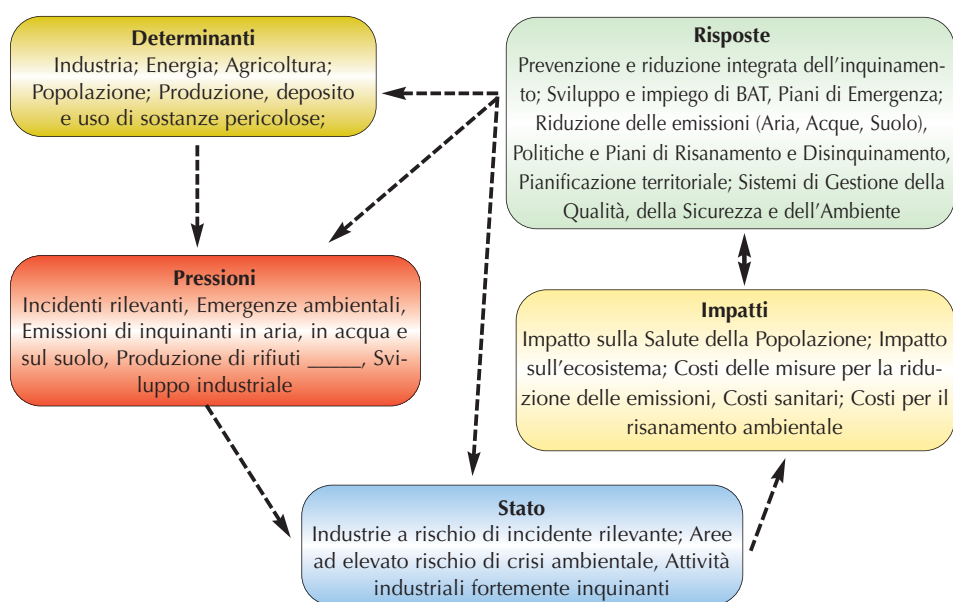 Determinanti
Industria; Energia; Agricoltura;
Popolazione; Produzione, deposito
e uso di sostanze pericolose;
Risposte
Prevenzione e riduzione integrata dell'inquinamen-
to; Sviluppo e impiego di BAT, Piani di Emergenza;
Riduzione delle emissioni (Aria, Acque, Suolo),
Politiche e Piani di Risanamento e Disinquinamento,
Pianificazione territoriale; Sistemi di Gestione della
Qualità, della Sicurezza e dell'Ambiente
Pressioni
Incidenti rilevanti, Emergenze ambientali,
Emissioni di inquinanti in aria, in acqua e
sul suolo, Produzione di rifiuti _____, Svi-
luppo industriale
Impatti
Impatto sulla Salute della Popolazione; Impatto
sull'ecosistema; Costi delle misure per la ridu-
zione delle emissioni, Costi sanitari; Costi per il
risanamento ambientale
Stato
Industrie a rischio di incidente rilevante; Aree
ad elevato rischio di crisi ambientale, Attività
industriali fortemente inquinanti